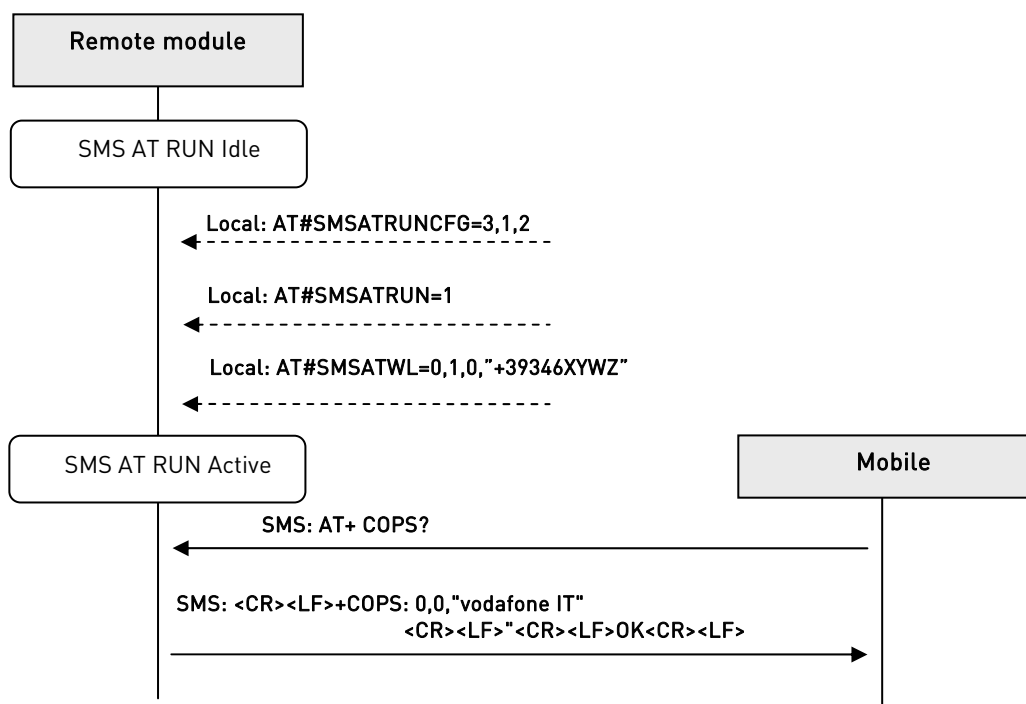 Remote module
SMS AT RUN Idle
Local: AT#SMSATRUNCFG=3,1,2
Local: AT#SMSATRUN=1
Local: AT#SMSATWL=0,1,0,”+39346XYWZ”
SMS AT RUN Active
Mobile
SMS: AT+ COPS?
SMS: <CR><LF>+COPS: 0,0,"vodafone IT"
<CR><LF>"<CR><LF>OK<CR><LF>